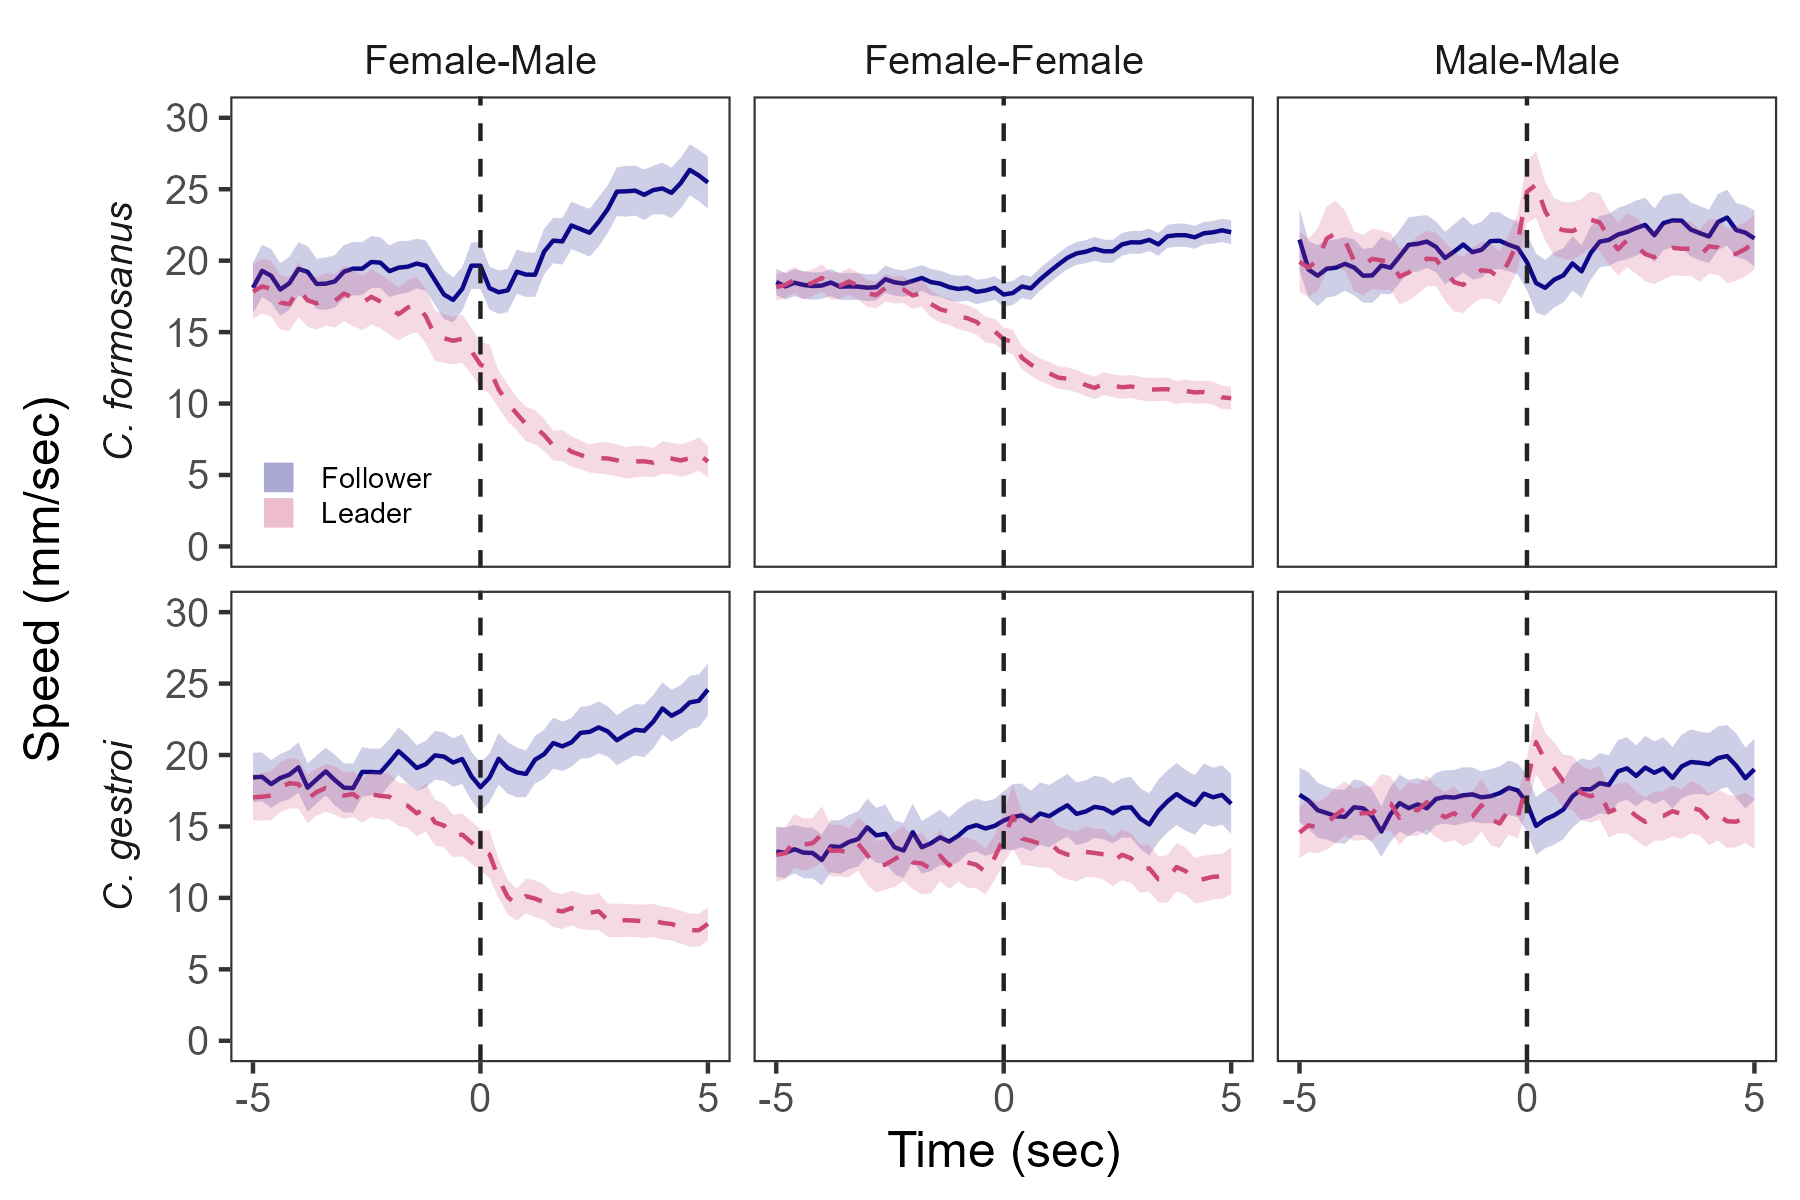 Female-Male Female-Female Male-Male
Speed (mm/sec)
C. formosanus
30
25
20
15
10
5
0
Follower
Leader
C. gestroi
30
25
20
15
10
5
0
-5 0 5 -5 0 5 -5 0 5
Time (sec)